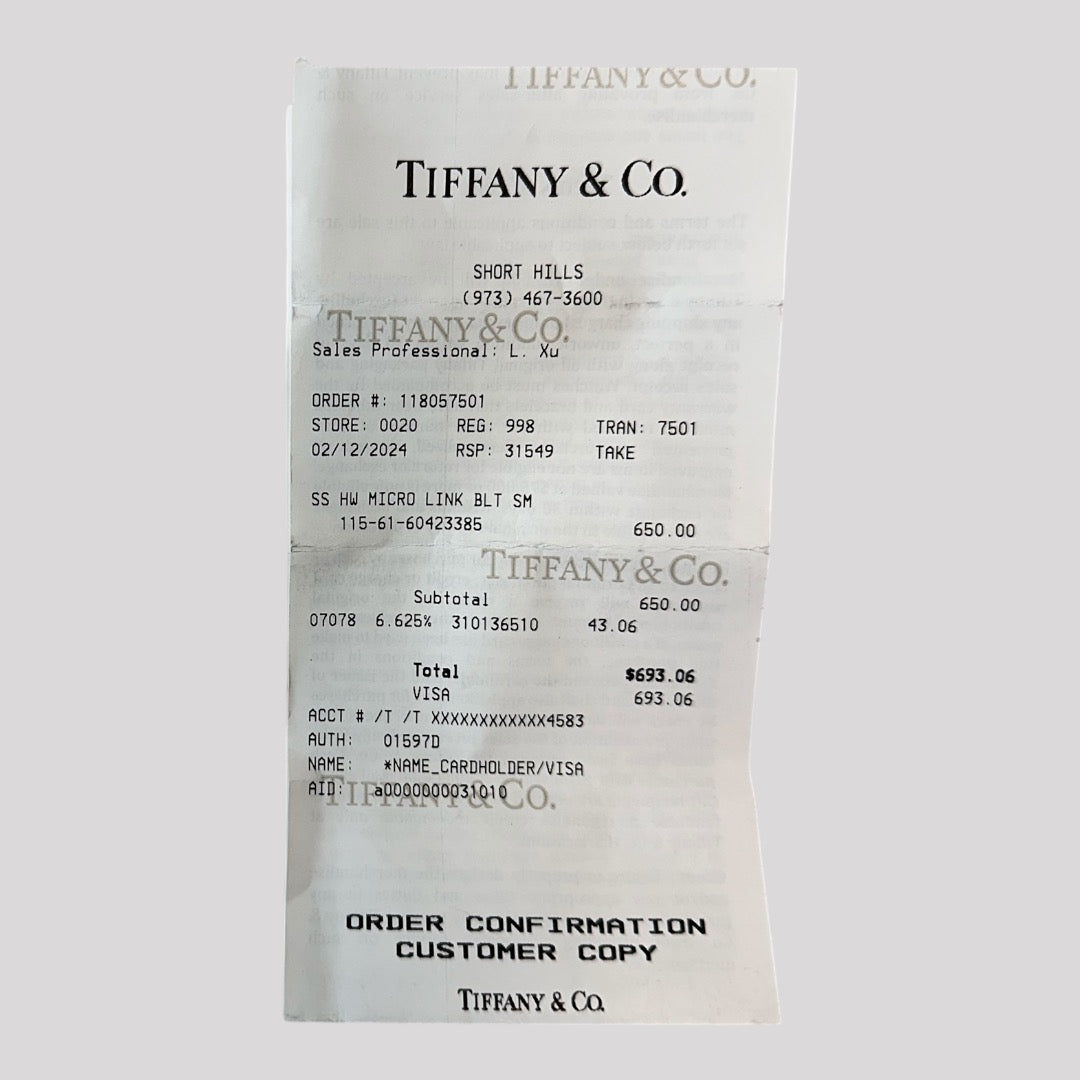 TIFFANY & CO.
TIFFANY & CO.
SHORT HILLS
(973) 467-3600
TIFFANY & CO.
Sales Professional: L. Xu
ORDER #: 118057501
STORE: 0020 REG: 998 TRAN: 7501
02/12/2024 RSP: 31549 TAKE
SS HW MICRO LINK BLT SM
115-61-60423385 650.00
TIFFANY & CO.
Subtotal 650.00
07078 6.625% 310136510 43.06
Total $693.06
VISA 693.06
ACCT # /T /T XXXXXXXXXXXX4583
AUTH: 01597D
NAME: *NAME_CARDHOLDER/VISA
AID: a0000000031010
TIFFANY & CO.
ORDER CONFIRMATION
CUSTOMER COPY
TIFFANY & CO.